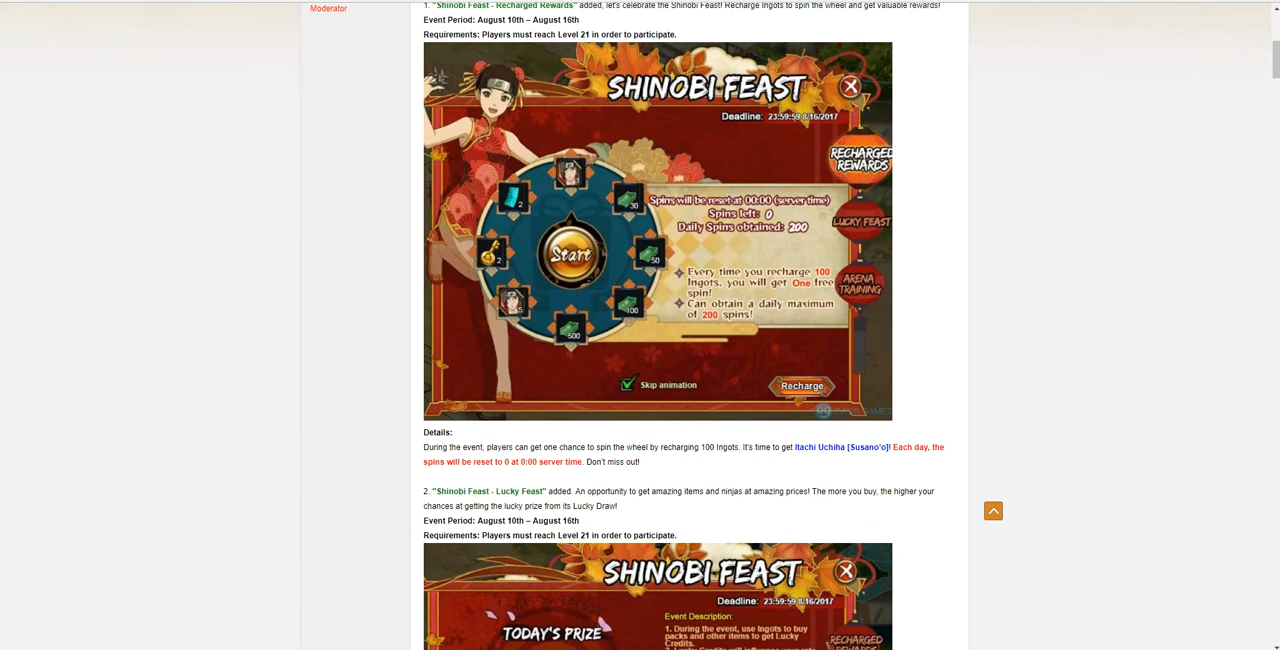 1. "Shinobi Feast - Recharged Rewards" added, let's celebrate the Shinobi Feast! Recharge Ingots to spin the wheel and get valuable rewards!
Moderator
Event Period: August 10th – August 16th
Requirements: Players must reach Level 21 in order to participate.
SHINOBI FEAST
Deadline: 23:59:59 8/16/2017
RECHARGED
REWARDS
2
30
Spins will be reset at 00:00 (server time)
Spins left: 0
Daily Spins obtained: 200
LUCKY FEAST
2
Start
50
Every time you recharge 100
Ingots, you will get One free
spin!
Can obtain a daily maximum
of 200 spins!
ARENA
TRAINING
5
100
500
Skip animation
Recharge
OASIS GAMES
Details:
During the event, players can get one chance to spin the wheel by recharging 100 Ingots. It's time to get Itachi Uchiha [Susano'o]! Each day, the
spins will be reset to 0 at 0:00 server time. Don't miss out!
2. "Shinobi Feast - Lucky Feast" added. An opportunity to get amazing items and ninjas at amazing prices! The more you buy, the higher your
chances at getting the lucky prize from its Lucky Draw!
Event Period: August 10th – August 16th
Requirements: Players must reach Level 21 in order to participate.
SHINOBI FEAST
Deadline: 23:59:59 8/16/2017
TODAY'S PRIZE
Event Description:
1. During the event, use Ingots to buy
packs and other items to get Lucky
Credits.
RECHARGED
REWARDS